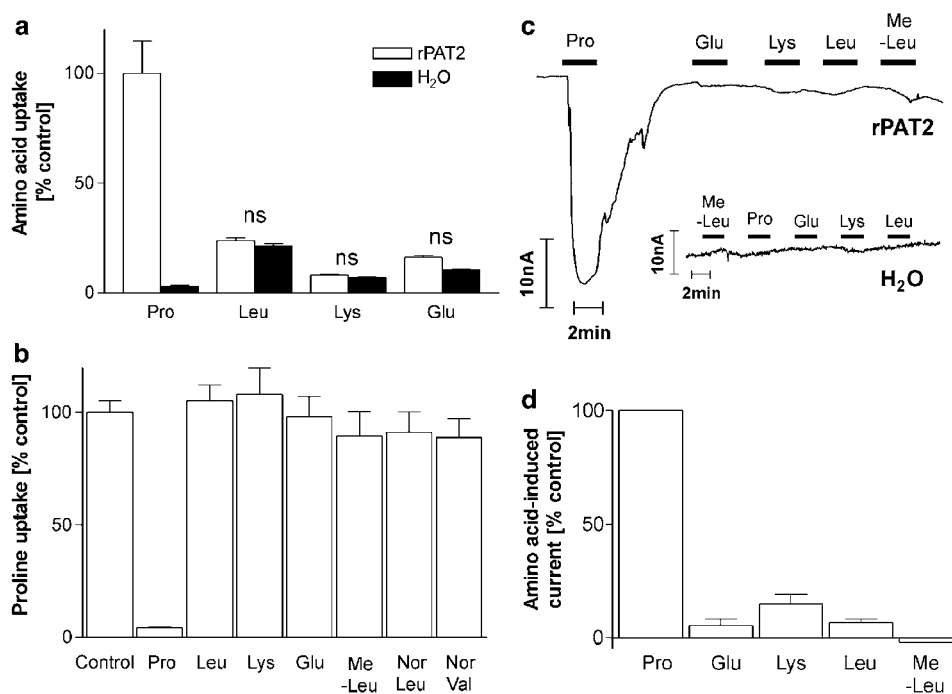 a
Amino acid uptake
[% control]
100
50
0
rPAT2
H₂O
ns
ns
ns
Pro Leu Lys Glu
b
Proline uptake [% control]
100
50
0
Control Pro Leu Lys Glu Me
-Leu Nor
Leu Nor
Val
c
Pro Glu Lys Leu Me
-Leu
rPAT2
10nA
2min
Me
-Leu Pro Glu Lys Leu
10nA
2min
H₂O
d
Amino acid-induced
current [% control]
100
50
0
Pro Glu Lys Leu Me
-Leu